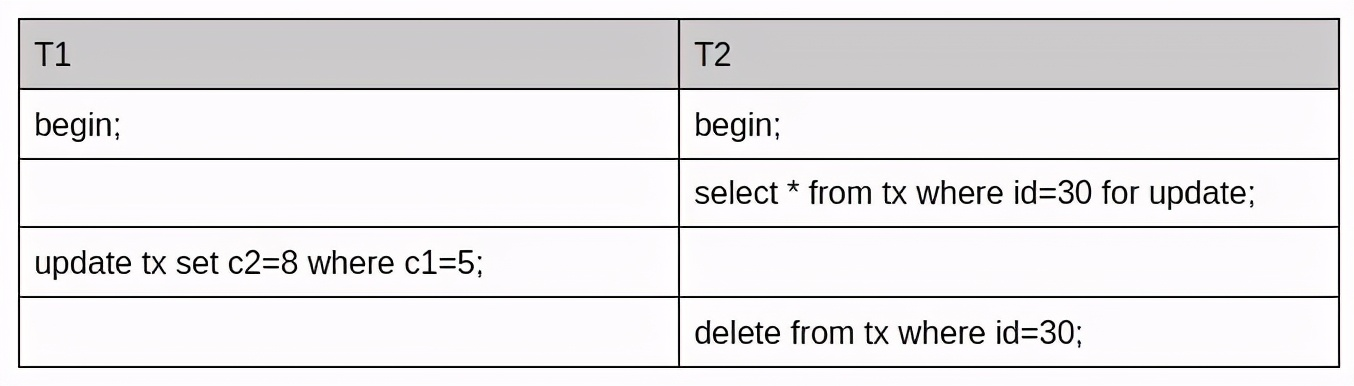 T1 T2
begin; begin;
select * from tx where id=30 for update;
update tx set c2=8 where c1=5;
delete from tx where id=30;